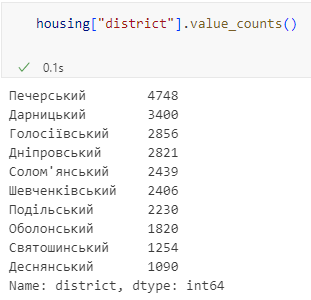 housing["district"].value_counts()
✓ 0.1s
Печерський 4748
Дарницький 3400
Голосіївський 2856
Дніпровський 2821
Солом'янський 2439
Шевченківський 2406
Подільський 2230
Оболонський 1820
Святошинський 1254
Деснянський 1090
Name: district, dtype: int64